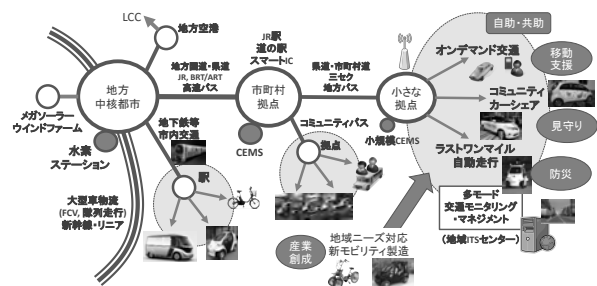 LCC
地方空港
地方
中核都市
メガソーラー
ウインドファーム
水素
ステーション
大型車物流
(FCV, 隊列走行)
新幹線・リニア
地方国道・県道
JR, BRT/ART
高速バス
地下鉄等
市内交通
駅
JR駅
道の駅
スマートIC
市町村
拠点
CEMS
コミュニティバス
拠点
県道・市町村道
三セク
地方バス
小さな
拠点
小規模CEMS
自助・共助
オンデマンド交通
移動
支援
コミュニティ
カーシェア
見守り
ラストワンマイル
自動走行
防災
多モード
交通モニタリング
・マネジメント
（地域ITSセンター）
産業
創成
地域ニーズ対応
新モビリティ製造